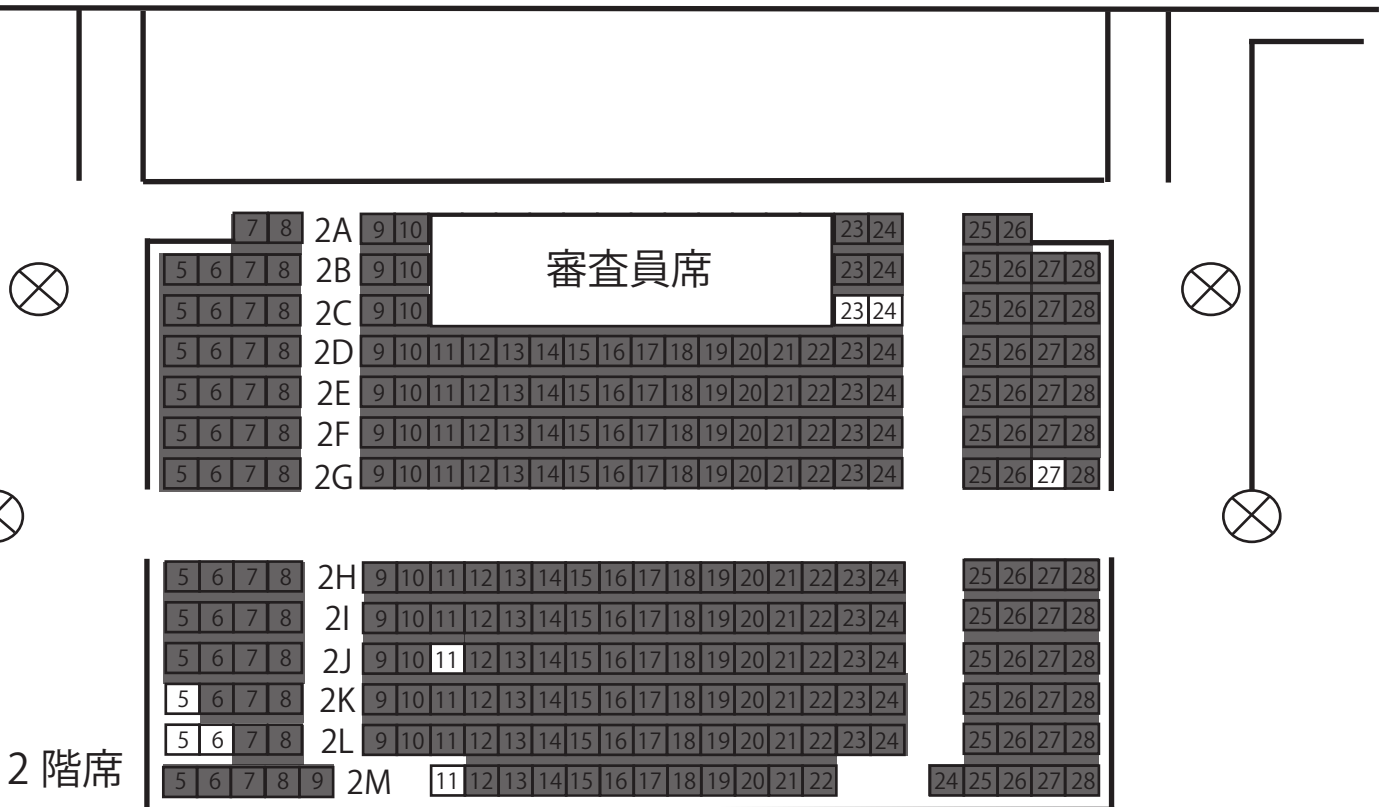 7 8 2A 9 10 23 24 25 26
審査員席
5 6 7 8 2B 9 10 23 24 25 26 27 28
5 6 7 8 2C 9 10 23 24 25 26 27 28
5 6 7 8 2D 9 10 11 12 13 14 15 16 17 18 19 20 21 22 23 24 25 26 27 28
5 6 7 8 2E 9 10 11 12 13 14 15 16 17 18 19 20 21 22 23 24 25 26 27 28
5 6 7 8 2F 9 10 11 12 13 14 15 16 17 18 19 20 21 22 23 24 25 26 27 28
5 6 7 8 2G 9 10 11 12 13 14 15 16 17 18 19 20 21 22 23 24 25 26 27 28
5 6 7 8 2H 9 10 11 12 13 14 15 16 17 18 19 20 21 22 23 24 25 26 27 28
5 6 7 8 2I 9 10 11 12 13 14 15 16 17 18 19 20 21 22 23 24 25 26 27 28
5 6 7 8 2J 9 10 11 12 13 14 15 16 17 18 19 20 21 22 23 24 25 26 27 28
5 6 7 8 2K 9 10 11 12 13 14 15 16 17 18 19 20 21 22 23 24 25 26 27 28
5 6 7 8 2L 9 10 11 12 13 14 15 16 17 18 19 20 21 22 23 24 25 26 27 28
2 階席
5 6 7 8 9 2M 11 12 13 14 15 16 17 18 19 20 21 22 24 25 26 27 28